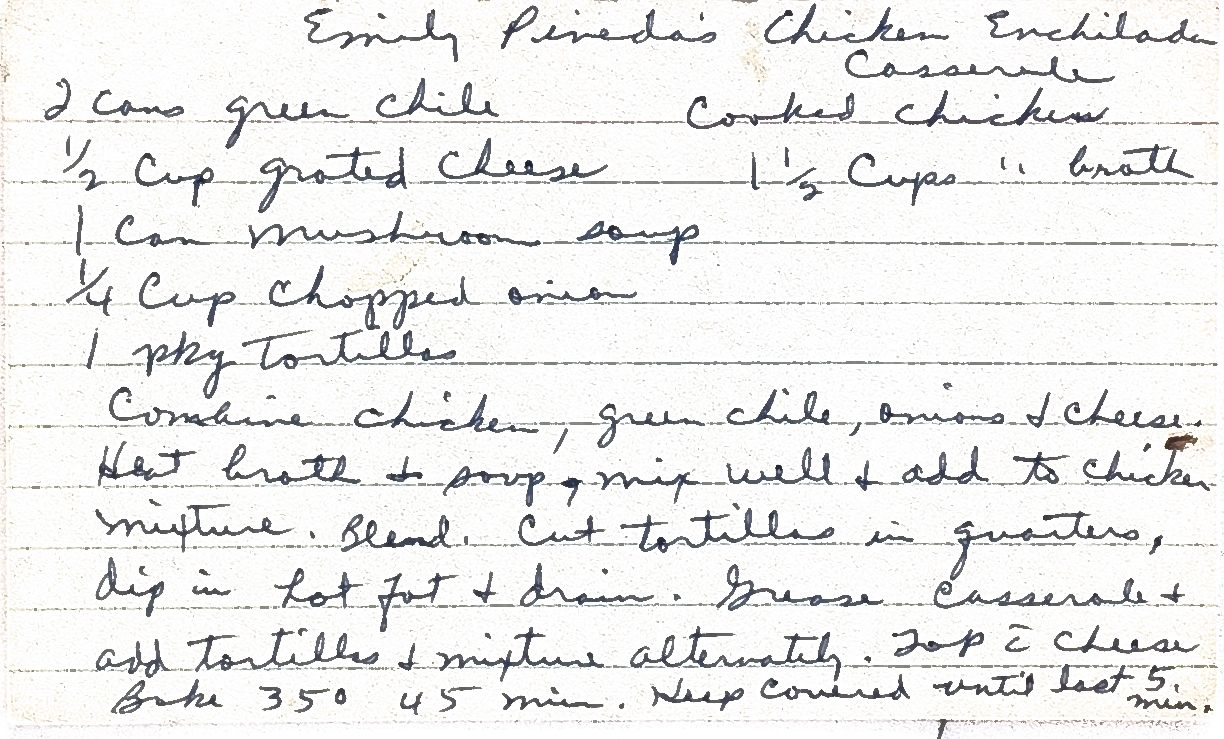 Emily Pineda's Chicken Enchilada
Casserole
2 cans green chile
Cooked chicken
1/2 Cup grated cheese
1 1/2 Cups " broth
1 Can mushroom soup
1/4 Cup chopped onion
1 pkg tortillas
Combine chicken, green chile, onions & cheese.
Heat broth & soup, mix well & add to chicken
mixture. Blend. Cut tortillas in quarters,
dip in hot fat & drain. Grease casserole &
add tortillas & mixture alternately. Top c̄ cheese
Bake 350 45 min. Keep covered until last 5
min.